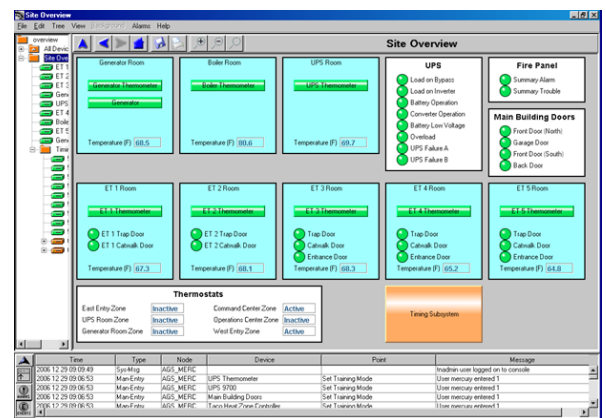 Site Overview
File Edit Tree View Background Alarms Help
overview
All Devic
Site Ove
ET 1
ET 2
ET 3
Gen
UPS
ET 4
Boile
ET 5
Gen
Timi
Site Overview
Generator Room
Generator Thermometer
Generator
Temperature (F) 68.5
Boiler Room
Boiler Thermometer
Temperature (F) 80.6
UPS Room
UPS Thermometer
Temperature (F) 69.7
UPS
Load on Bypass
Load on Inverter
Battery Operation
Converter Operation
Battery Low Voltage
Overload
UPS Failure A
UPS Failure B
Fire Panel
Summary Alarm
Summary Trouble
Main Building Doors
Front Door (North)
Garage Door
Front Door (South)
Back Door
ET 1 Room
ET 1 Thermometer
ET 1 Trap Door
ET 1 Catwalk Door
Temperature (F) 67.3
ET 2 Room
ET 2 Thermometer
ET 2 Trap Door
ET 2 Catwalk Door
Temperature (F) 68.1
ET 3 Room
ET 3 Thermometer
Trap Door
Catwalk Door
Entrance Door
Temperature (F) 68.3
ET 4 Room
ET 4 Thermometer
Trap Door
Catwalk Door
Entrance Door
Temperature (F) 65.2
ET 5 Room
ET 5 Thermometer
Trap Door
Catwalk Door
Entrance Door
Temperature (F) 64.8
Thermostats
East Entry Zone Inactive Command Center Zone Active
UPS Room Zone Inactive Operations Center Zone Inactive
Generator Room Zone Inactive West Entry Zone Active
Timing Subsystem
Time Type Node Device Point Message
2006 12 29 09:09:49 Sys-Msg AGS_MERC tnadmin user logged on to console
2006 12 29 09:06:53 Man-Entry AGS_MERC UPS Thermometer Set Training Mode User mercury entered 1
2006 12 29 09:06:53 Man-Entry AGS_MERC UPS 9700 Set Training Mode User mercury entered 1
2006 12 29 09:06:53 Man-Entry AGS_MERC Main Building Doors Set Training Mode User mercury entered 1
2006 12 29 09:06:53 Man-Entry AGS_MERC Taco Heat Zone Controller Set Training Mode User mercury entered 1